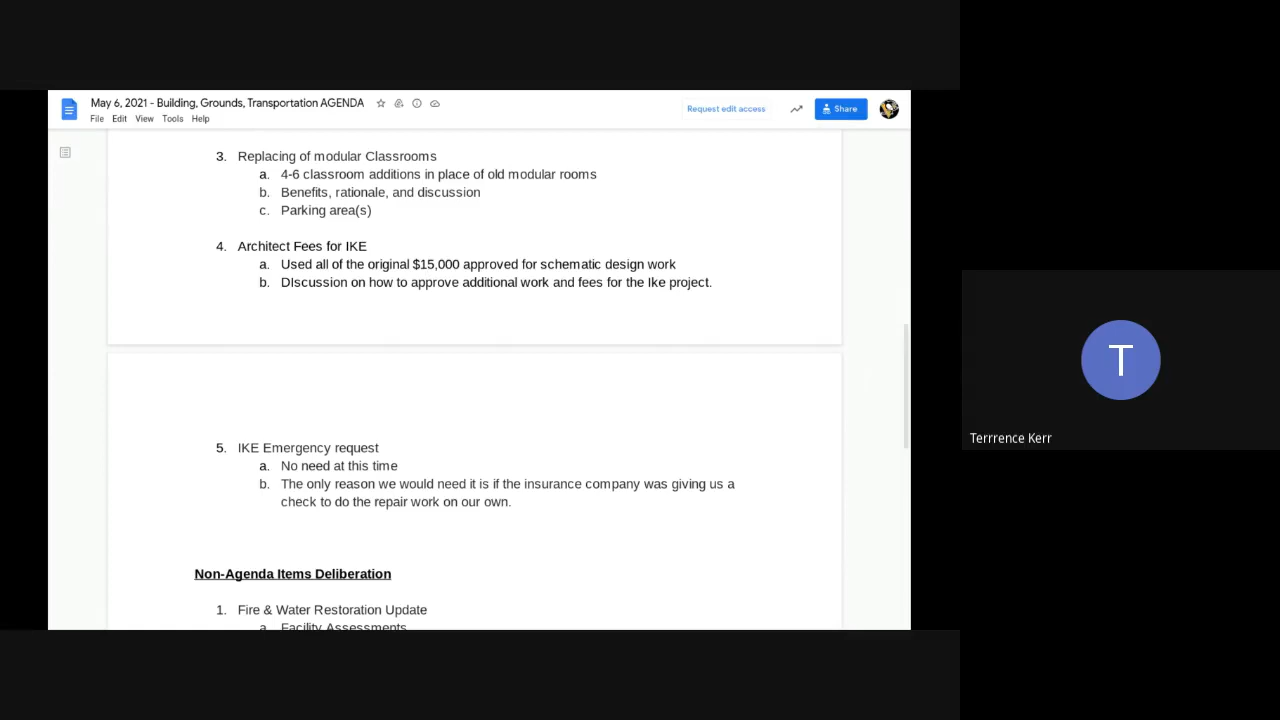 May 6, 2021 - Building, Grounds, Transportation AGENDA
File Edit View Tools Help
Request edit access
Share
3. Replacing of modular Classrooms
a. 4-6 classroom additions in place of old modular rooms
b. Benefits, rationale, and discussion
c. Parking area(s)
4. Architect Fees for IKE
a. Used all of the original $15,000 approved for schematic design work
b. DIscussion on how to approve additional work and fees for the Ike project.
5. IKE Emergency request
a. No need at this time
b. The only reason we would need it is if the insurance company was giving us a
check to do the repair work on our own.
Non-Agenda Items Deliberation
1. Fire & Water Restoration Update
a. Facility Assessments
T
Terrrence Kerr